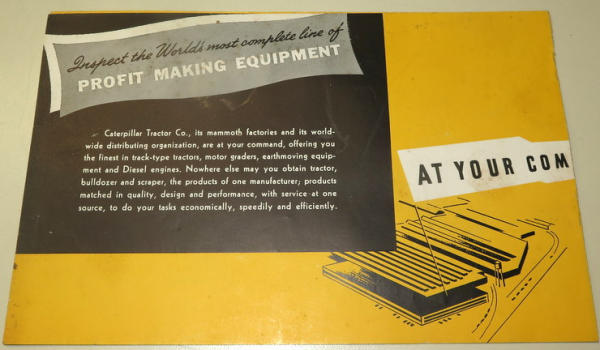 Inspect the World's most complete line of
PROFIT MAKING EQUIPMENT
Caterpillar Tractor Co., its mammoth factories and its world-
wide distributing organization, are at your command, offering you
the finest in track-type tractors, motor graders, earthmoving equip-
ment and Diesel engines. Nowhere else may you obtain tractor,
bulldozer and scraper, the products of one manufacturer; products
matched in quality, design and performance, with service at one
source, to do your tasks economically, speedily and efficiently.
AT YOUR COM